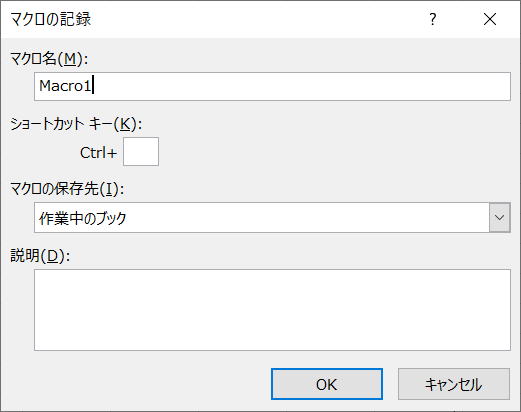 マクロの記録 ?
マクロ名(M):
Macro1
ショートカット キー(K):
Ctrl+
マクロの保存先(I):
作業中のブック
説明(D):
OK キャンセル